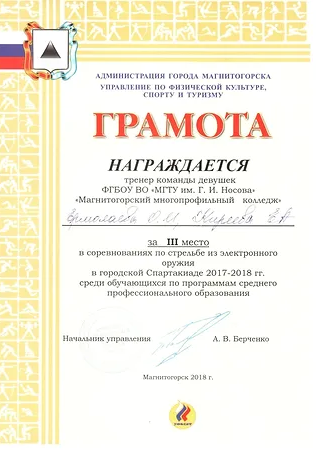 АДМИНИСТРАЦИЯ ГОРОДА МАГНИТОГОРСКА
УПРАВЛЕНИЕ ПО ФИЗИЧЕСКОЙ КУЛЬТУРЕ,
СПОРТУ И ТУРИЗМУ
ГРАМОТА
НАГРАЖДАЕТСЯ
тренер команды девушек
ФГБОУ ВО «МГТУ им. Г. И. Носова»
«Магнитогорский многопрофильный колледж»
Ермолаева О.М.
за III место
в соревнованиях по стрельбе из электронного
оружия
в городской Спартакиаде 2017-2018 гг.
среди обучающихся по программам среднего
профессионального образования
Начальник управления А. В. Берченко
Магнитогорск 2018 г.